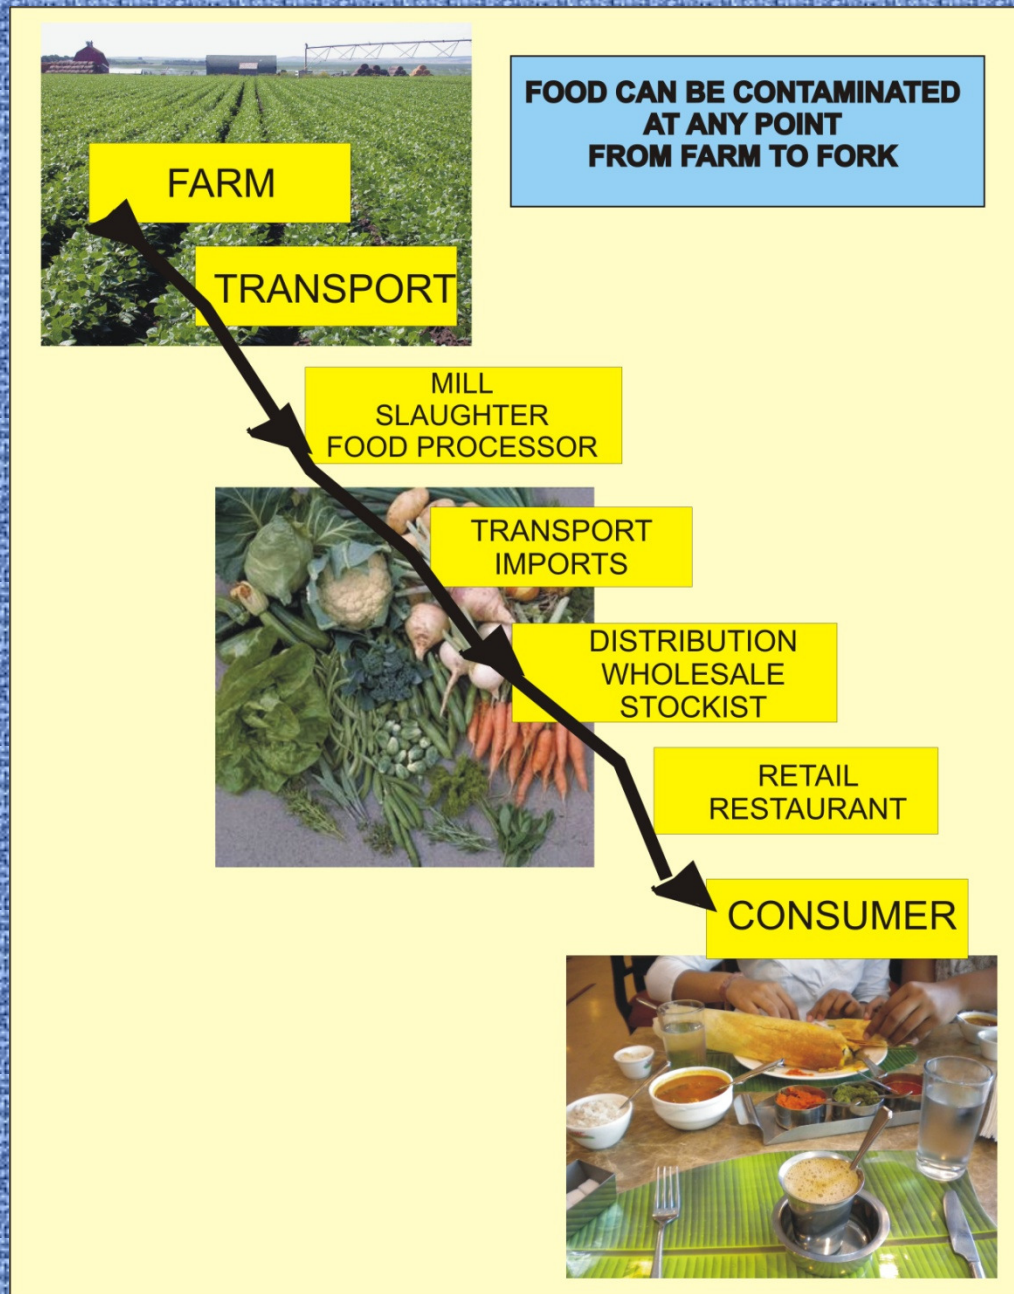 FOOD CAN BE CONTAMINATED
AT ANY POINT
FROM FARM TO FORK
FARM
TRANSPORT
MILL
SLAUGHTER
FOOD PROCESSOR
TRANSPORT
IMPORTS
DISTRIBUTION
WHOLESALE
STOCKIST
RETAIL
RESTAURANT
CONSUMER